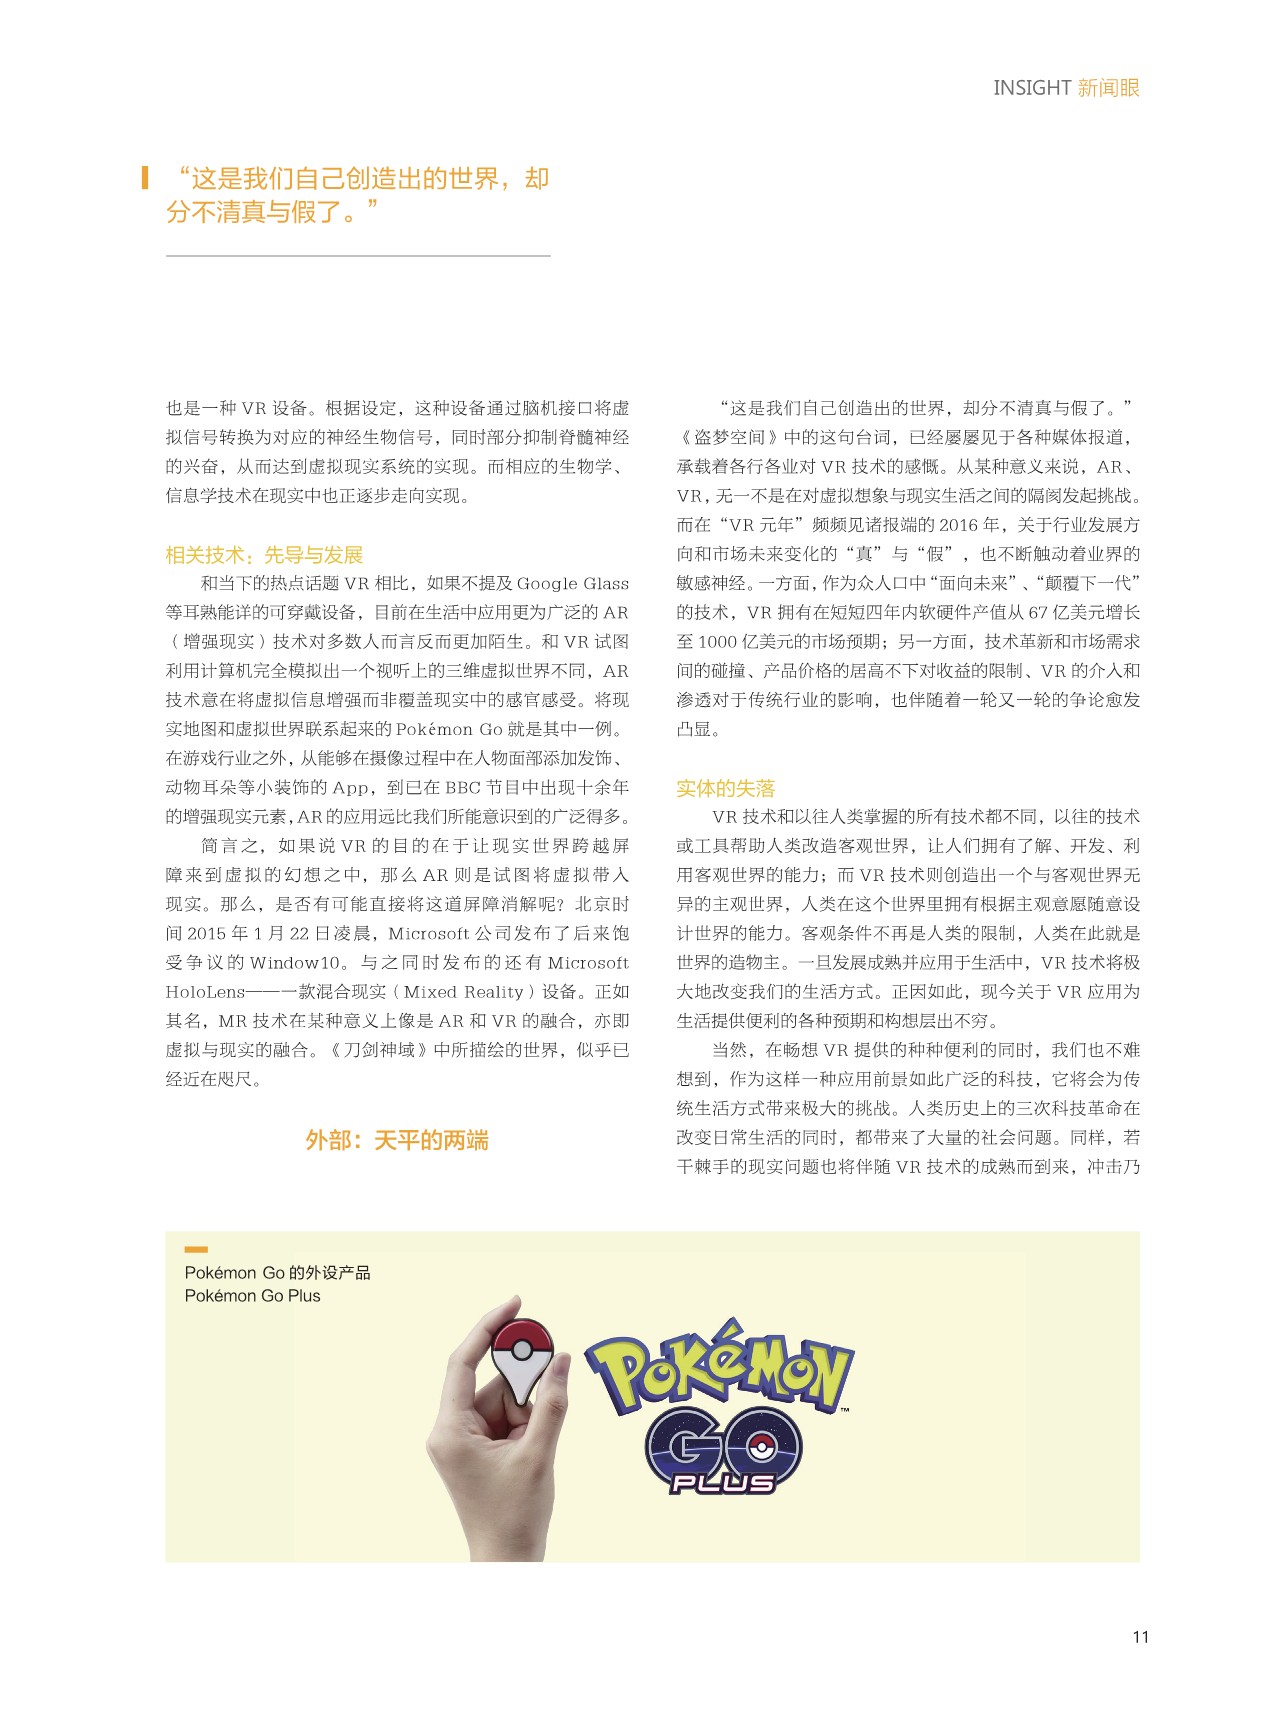 INSIGHT 新闻眼
“这是我们自己创造出的世界，却
分不清真与假了。”
也是一种 VR 设备。根据设定，这种设备通过脑机接口将虚
拟信号转换为对应的神经生物信号，同时部分抑制脊髓神经
的兴奋，从而达到虚拟现实系统的实现。而相应的生物学、
信息学技术在现实中也正逐步走向实现。
相关技术：先导与发展
和当下的热点话题 VR 相比，如果不提及 Google Glass
等耳熟能详的可穿戴设备，目前在生活中应用更为广泛的 AR
（增强现实）技术对多数人而言反而更加陌生。和 VR 试图
利用计算机完全模拟出一个视听上的三维虚拟世界不同，AR
技术意在将虚拟信息增强而非覆盖现实中的感官感受。将现
实地图和虚拟世界联系起来的 Pokémon Go 就是其中一例。
在游戏行业之外，从能够在摄像过程中在人物面部添加发饰、
动物耳朵等小装饰的 App，到已在 BBC 节目中出现十余年
的增强现实元素，AR 的应用远比我们所能意识到的广泛得多。
简言之，如果说 VR 的目的在于让现实世界跨越屏
障来到虚拟的幻想之中，那么 AR 则是试图将虚拟带入
现实。那么，是否有可能直接将这道屏障消解呢？北京时
间 2015 年 1 月 22 日凌晨，Microsoft 公司发布了后来饱
受争议的 Window10。与之同时发布的还有 Microsoft
HoloLens——一款混合现实（Mixed Reality）设备。正如
其名，MR 技术在某种意义上像是 AR 和 VR 的融合，亦即
虚拟与现实的融合。《刀剑神域》中所描绘的世界，似乎已
经近在咫尺。
外部：天平的两端
“这是我们自己创造出的世界，却分不清真与假了。”
《盗梦空间》中的这句台词，已经屡屡见于各种媒体报道，
承载着各行各业对 VR 技术的感慨。从某种意义来说，AR、
VR，无一不是在对虚拟想象与现实生活之间的隔阂发起挑战。
而在“VR 元年”频频见诸报端的 2016 年，关于行业发展方
向和市场未来变化的“真”与“假”，也不断触动着业界的
敏感神经。一方面，作为众人口中“面向未来”、“颠覆下一代”
的技术，VR 拥有在短短四年内软硬件产值从 67 亿美元增长
至 1000 亿美元的市场预期；另一方面，技术革新和市场需求
间的碰撞、产品价格的居高不下对收益的限制、VR 的介入和
渗透对于传统行业的影响，也伴随着一轮又一轮的争论愈发
凸显。
实体的失落
VR 技术和以往人类掌握的所有技术都不同，以往的技术
或工具帮助人类改造客观世界，让人们拥有了解、开发、利
用客观世界的能力；而 VR 技术则创造出一个与客观世界无
异的主观世界，人类在这个世界里拥有根据主观意愿随意设
计世界的能力。客观条件不再是人类的限制，人类在此就是
世界的造物主。一旦发展成熟并应用于生活中，VR 技术将极
大地改变我们的生活方式。正因如此，现今关于 VR 应用为
生活提供便利的各种预期和构想层出不穷。
当然，在畅想 VR 提供的种种便利的同时，我们也不难
想到，作为这样一种应用前景如此广泛的科技，它将会为传
统生活方式带来极大的挑战。人类历史上的三次科技革命在
改变日常生活的同时，都带来了大量的社会问题。同样，若
干棘手的现实问题也将伴随 VR 技术的成熟而到来，冲击乃
Pokémon Go 的外设产品
Pokémon Go Plus
POKÉMON
™
GO
PLUS
11